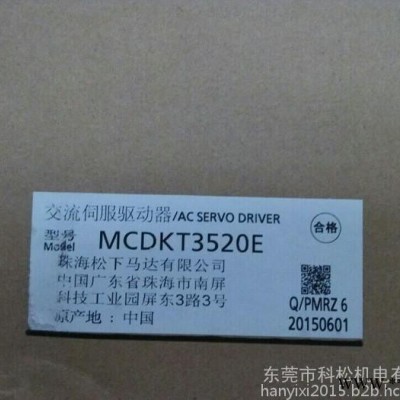 交流伺服驱动器/AC SERVO DRIVER
合格
型号
Model
MCDKT3520E
珠海松下马达有限公司
中国广东省珠海市南屏
科技工业园屏东3路3号
原产地：中国
Q/PMRZ 6
20150601
东莞市科松机电有
hanyixi2015.b2b.hc